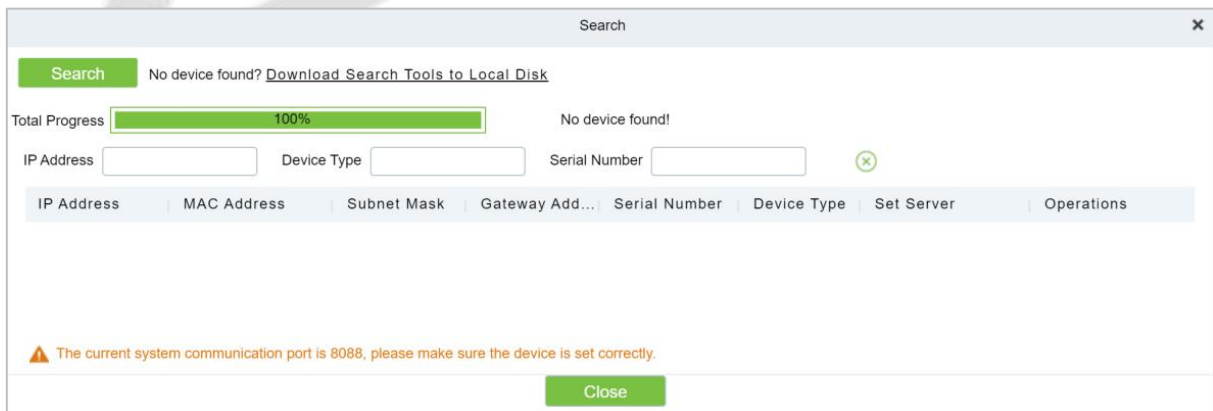 Search
Search No device found? Download Search Tools to Local Disk
Total Progress 100% No device found!
IP Address Device Type Serial Number
IP Address MAC Address Subnet Mask Gateway Add... Serial Number Device Type Set Server Operations
The current system communication port is 8088, please make sure the device is set correctly.
Close